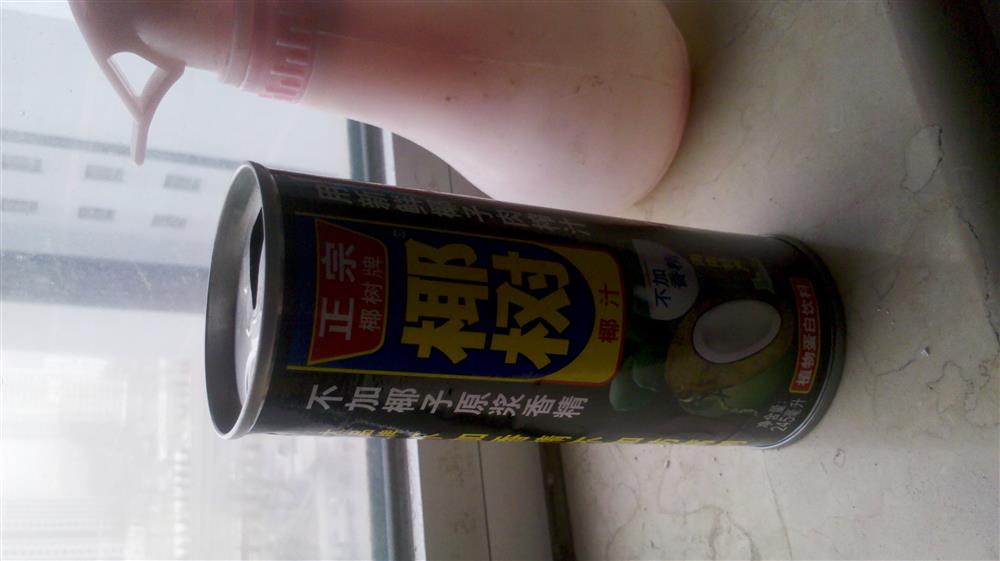 用新鲜椰子肉榨汁
正宗
椰树牌
椰树
椰汁
不加椰子原浆香精
不加
香精
植物蛋白饮料
净含量:
245毫升